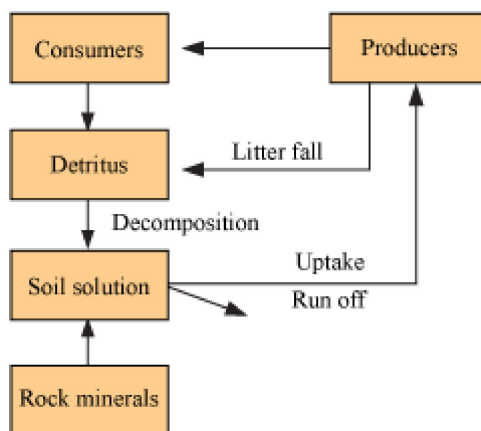 Consumers
Producers
Litter fall
Detritus
Decomposition
Uptake
Soil solution
Run off
Rock minerals